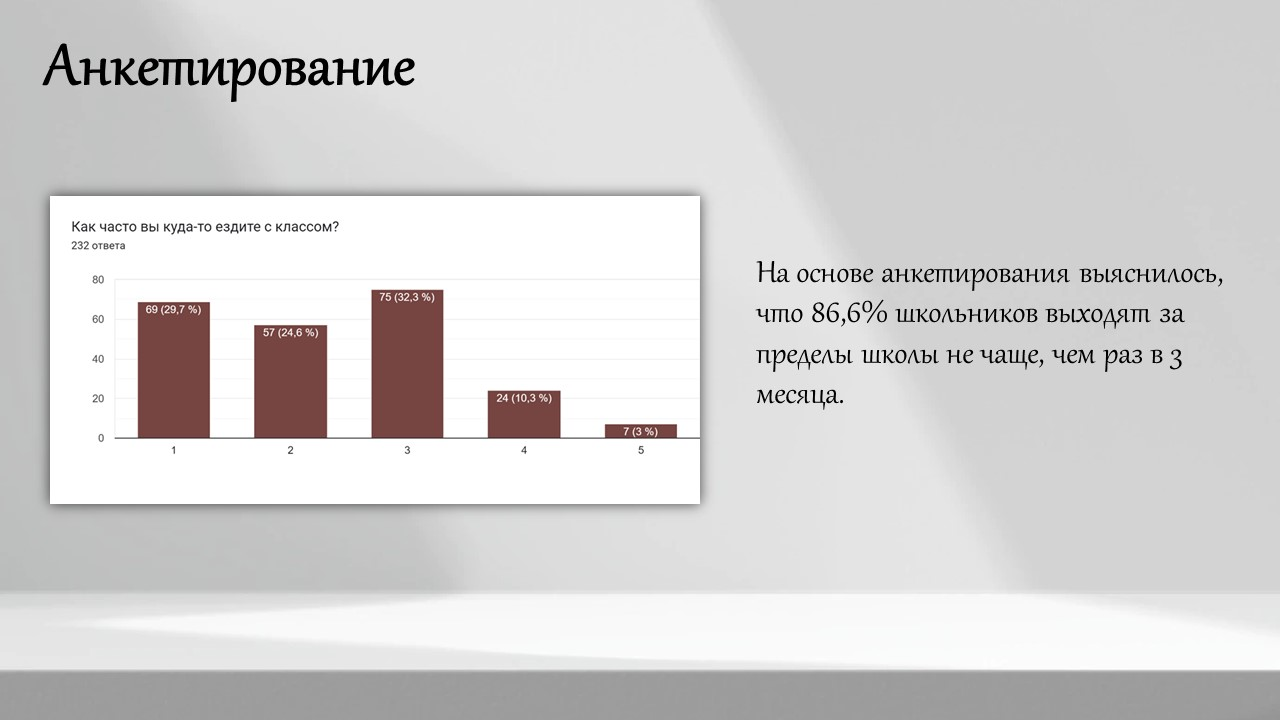 Анкетирование
Как часто вы куда-то ездите с классом?
232 ответа
80
60
40
20
0
69 (29,7 %)
57 (24,6 %)
75 (32,3 %)
24 (10,3 %)
7 (3 %)
1
2
3
4
5
На основе анкетирования выяснилось,
что 86,6% школьников выходят за
пределы школы не чаще, чем раз в 3
месяца.